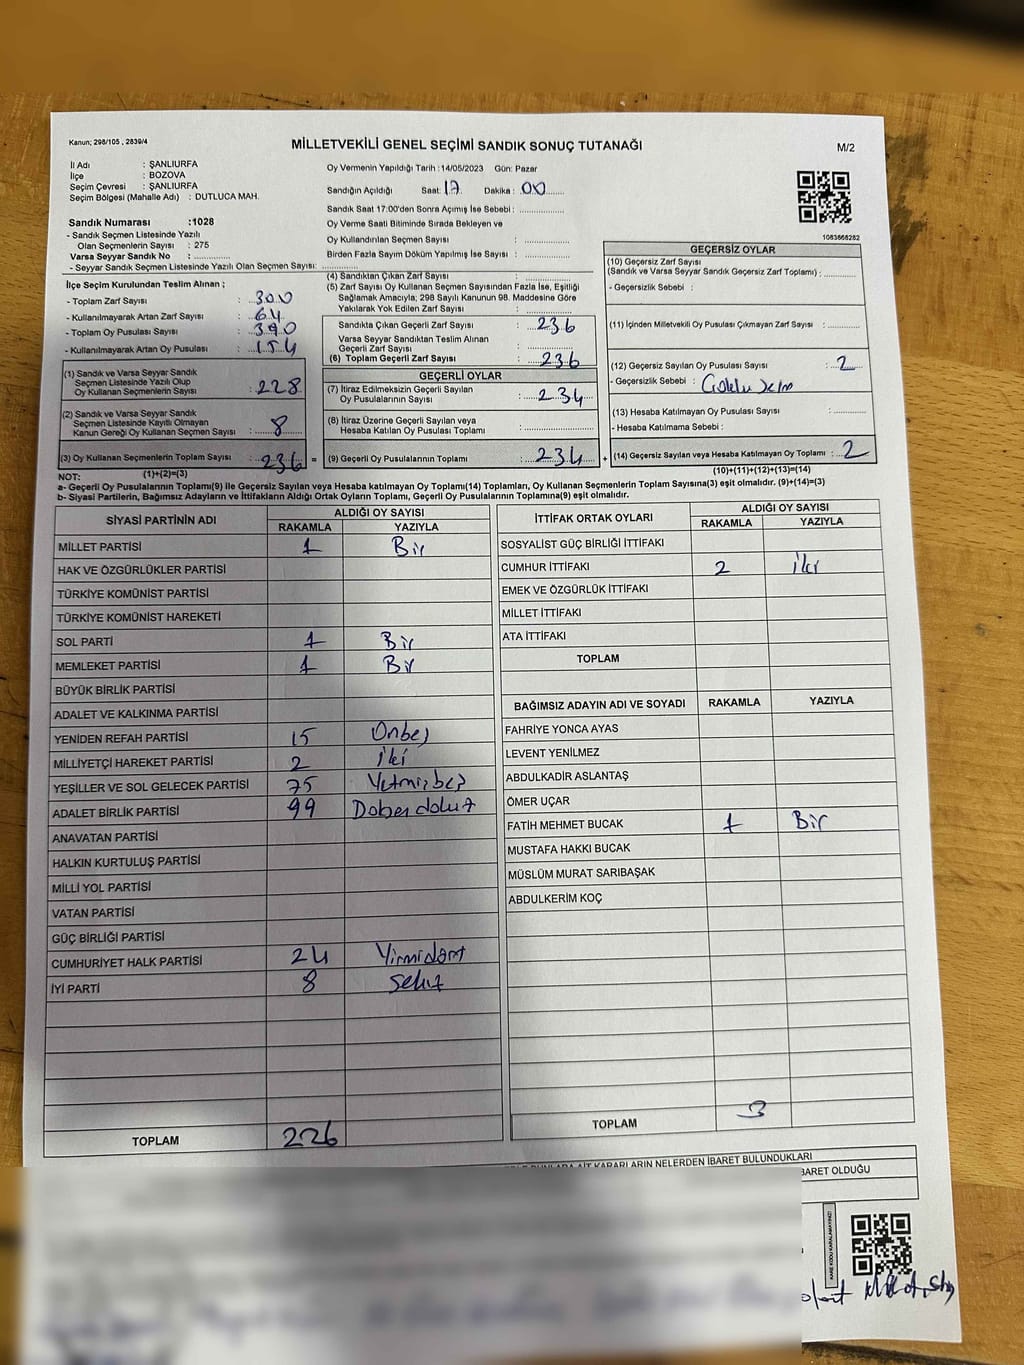 Kanun; 298/105 , 2839/4
MİLLETVEKİLİ GENEL SEÇİMİ SANDIK SONUÇ TUTANAĞI
M/2
İl Adı : ŞANLIURFA
İlçe : BOZOVA
Seçim Çevresi : ŞANLIURFA
Seçim Bölgesi (Mahalle Adı) : DUTLUCA MAH.
Sandık Numarası :1028
- Sandık Seçmen Listesinde Yazılı
Olan Seçmenlerin Sayısı : 275
Varsa Seyyar Sandık No : ..............
- Seyyar Sandık Seçmen Listesinde Yazılı Olan Seçmen Sayısı: ..............
Oy Vermenin Yapıldığı Tarih : 14/05/2023 Gün: Pazar
Sandığın Açıldığı Saat: 17 Dakika : 00
Sandık Saat 17:00'den Sonra Açımış İse Sebebi : ..............
Oy Verme Saati Bitiminde Sırada Bekleyen ve
Oy Kullandırılan Seçmen Sayısı : ..............
Birden Fazla Sayım Döküm Yapılmış İse Sayısı : ..............
1083868282
İlçe Seçim Kurulundan Teslim Alınan ;
- Toplam Zarf Sayısı : 300
- Kullanılmayarak Artan Zarf Sayısı : 64
- Toplam Oy Pusulası Sayısı : 390
- Kullanılmayarak Artan Oy Pusulası : 154
(1) Sandık ve Varsa Seyyar Sandık
Seçmen Listesinde Yazılı Olup
Oy Kullanan Seçmenlerin Sayısı : 228
(2) Sandık ve Varsa Seyyar Sandık
Seçmen Listesinde Kayıtlı Olmayan
Kanun Gereği Oy Kullanan Seçmen Sayısı : 8
(3) Oy Kullanan Seçmenlerin Toplam Sayısı : 236 =
(4) Sandıktan Çıkan Zarf Sayısı : ..............
(5) Zarf Sayısı Oy Kullanan Seçmen Sayısından Fazla İse, Eşitliği
Sağlamak Amacıyla; 298 Sayılı Kanunun 98. Maddesine Göre
Yakılarak Yok Edilen Zarf Sayısı : ..............
Sandıkta Çıkan Geçerli Zarf Sayısı : 236
Varsa Seyyar Sandıktan Teslim Alınan
Geçerli Zarf Sayısı : ..............
(6) Toplam Geçerli Zarf Sayısı : 236
GEÇERLİ OYLAR
(7) İtiraz Edilmeksizin Geçerli Sayılan
Oy Pusulalarının Sayısı : 234
(8) İtiraz Üzerine Geçerli Sayılan veya
Hesaba Katılan Oy Pusulası Toplamı : ..............
(9) Geçerli Oy Pusulalarının Toplamı : 234 +
GEÇERSİZ OYLAR
(10) Geçersiz Zarf Sayısı
(Sandık ve Varsa Seyyar Sandık Geçersiz Zarf Toplamı) : ..............
- Geçersizlik Sebebi :
(11) İçinden Milletvekili Oy Pusulası Çıkmayan Zarf Sayısı : ..............
(12) Geçersiz Sayılan Oy Pusulası Sayısı : 2
- Geçersizlik Sebebi :
(13) Hesaba Katılmayan Oy Pusulası Sayısı : ..............
- Hesaba Katılmama Sebebi :
(14) Geçersiz Sayılan veya Hesaba Katılmayan Oy Toplamı : 2
NOT: (1)+(2)=(3) (10)+(11)+(12)+(13)=(14)
a- Geçerli Oy Pusulalarının Toplamı(9) ile Geçersiz Sayılan veya Hesaba katılmayan Oy Toplamı(14) Toplamları, Oy Kullanan Seçmenlerin Toplam Sayısına(3) eşit olmalıdır. (9)+(14)=(3)
b- Siyasi Partilerin, Bağımsız Adayların ve İttifakların Aldığı Ortak Oyların Toplamı, Geçerli Oy Pusulalarının Toplamına(9) eşit olmalıdır.
SİYASİ PARTİNİN ADI ALDIĞI OY SAYISI
RAKAMLA YAZIYLA
MİLLET PARTİSİ 1 Bir
HAK VE ÖZGÜRLÜKLER PARTİSİ
TÜRKİYE KOMÜNİST PARTİSİ
TÜRKİYE KOMÜNİST HAREKETİ
SOL PARTİ 1 Bir
MEMLEKET PARTİSİ 1 Bir
BÜYÜK BİRLİK PARTİSİ
ADALET VE KALKINMA PARTİSİ
YENİDEN REFAH PARTİSİ 15 Onbeş
MİLLİYETÇİ HAREKET PARTİSİ 2 iki
YEŞİLLER VE SOL GELECEK PARTİSİ 75 Yetmişbeş
ADALET BİRLİK PARTİSİ 99
ANAVATAN PARTİSİ
HALKIN KURTULUŞ PARTİSİ
MİLLİ YOL PARTİSİ
VATAN PARTİSİ
GÜÇ BİRLİĞİ PARTİSİ
CUMHURİYET HALK PARTİSİ 24 Yirmidört
İYİ PARTİ 8 Sekiz
TOPLAM 226
İTTİFAK ORTAK OYLARI ALDIĞI OY SAYISI
RAKAMLA YAZIYLA
SOSYALİST GÜÇ BİRLİĞİ İTTİFAKI
CUMHUR İTTİFAKI 2 iki
EMEK VE ÖZGÜRLÜK İTTİFAKI
MİLLET İTTİFAKI
ATA İTTİFAKI
TOPLAM
BAĞIMSIZ ADAYIN ADI VE SOYADI RAKAMLA YAZIYLA
FAHRİYE YONCA AYAS
LEVENT YENİLMEZ
ABDULKADİR ASLANTAŞ
ÖMER UÇAR
FATİH MEHMET BUCAK 1 Bir
MUSTAFA HAKKI BUCAK
MÜSLÜM MURAT SARIBAŞAK
ABDULKERİM KOÇ
TOPLAM 3
AİT KARARLARIN NELERDEN İBARET BULUNDUKLARI
BARET OLDUĞU
KARE KODU KARALAMAYINIZ!